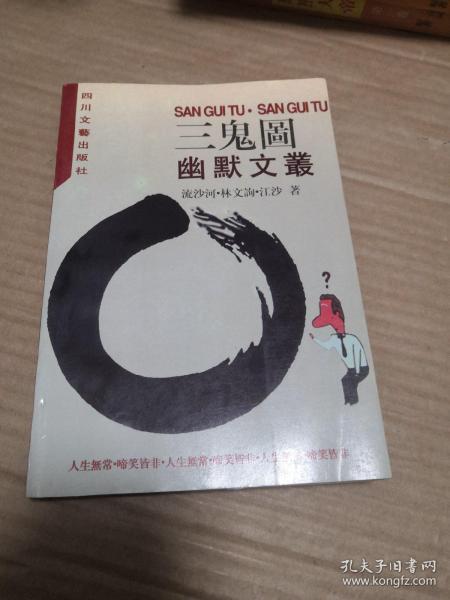 四川文藝出版社
SAN GUI TU · SAN GUI TU
三鬼圖
幽默文叢
流沙河·林文詢·江沙 著
?
人生無常·啼笑皆非·人生無常·啼笑皆非·人生無常·啼笑皆非
孔夫子旧书网
www.kongfz.com